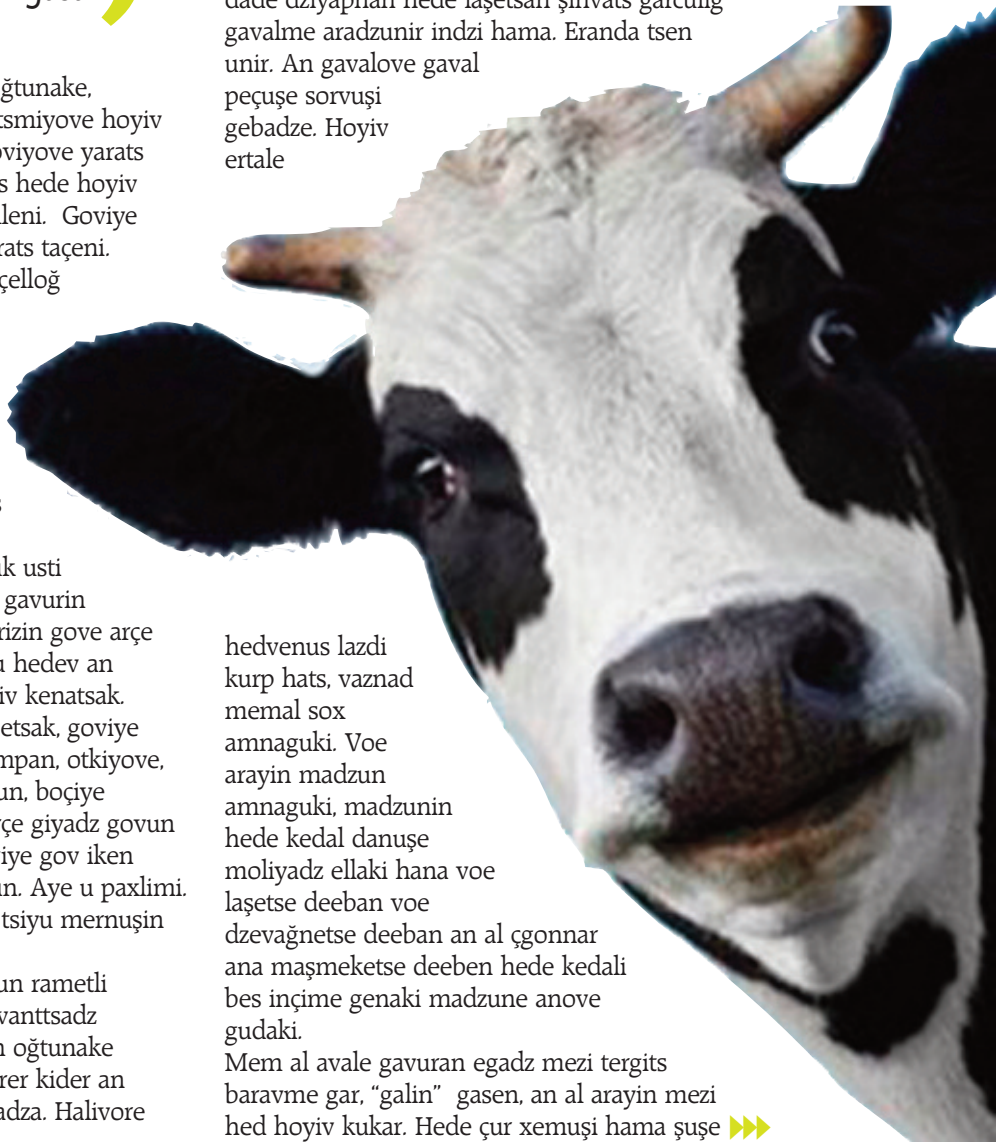 ğtunake,
tsmiyove hoyiv
oviyove yarats
s hede hoyiv
leni. Goviye
rats taçeni.
çelloğ
s
ık usti
gavurin
rizin gove arçe
u hedev an
iv kenatsak.
etsak, goviye
mpan, otkiyove,
un, boçiye
çe giyadz govun
iye gov iken
un. Aye u paxlimi.
tsiyu mernuşin
un rametli
vanttsadz
n oğtunake
rer kider an
adza. Halivore
dade dziyapnan hede laşetsan şihvats garculig
gavalme aradzunir indzi hama. Eranda tsen
unir. An gavalove gaval
peçuşe sorvuşi
gebadze. Hoyiv
ertale
hedvenus lazdi
kurp hats, vaznad
memal sox
amnaguki. Voe
arayin madzun
amnaguki, madzunin
hede kedal danuşe
moliyadz ellaki hana voe
laşetse deeban voe
dzevağnetse deeban an al çgonnar
ana maşmeketse deeben hede kedali
bes inçime genaki madzune anove
gudaki.
Mem al avale gavuran egadz mezi tergits
baravme gar, “galin” gasen, an al arayin mezi
hed hoyiv kukar. Hede çur xemuşi hama şuşe